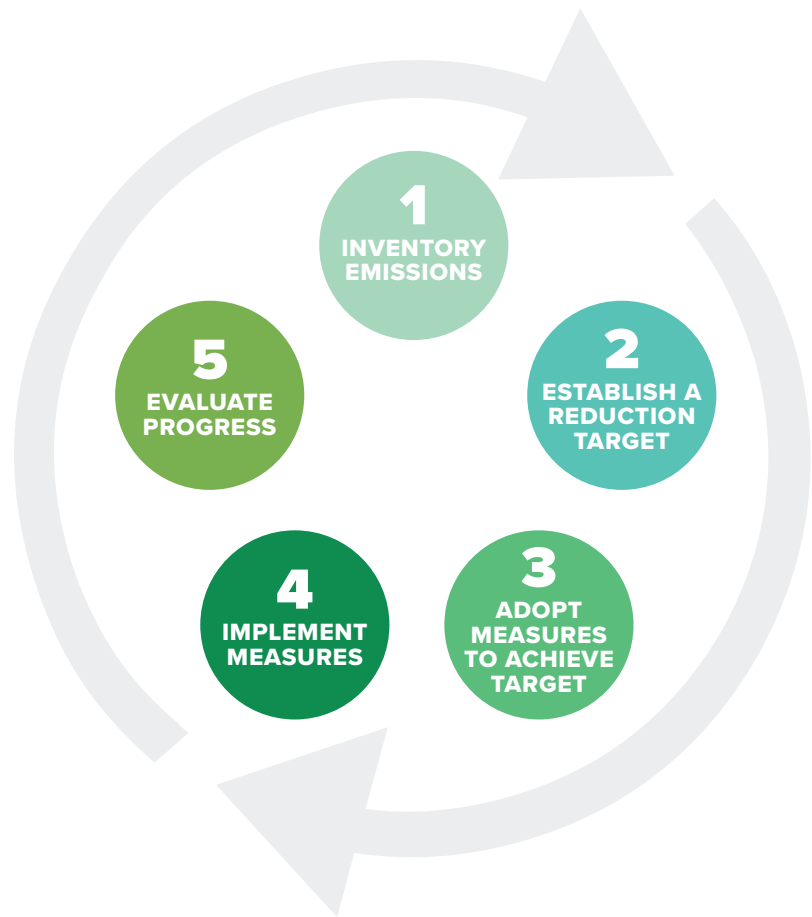 1
INVENTORY
EMISSIONS
2
ESTABLISH A
REDUCTION
TARGET
3
ADOPT
MEASURES
TO ACHIEVE
TARGET
4
IMPLEMENT
MEASURES
5
EVALUATE
PROGRESS